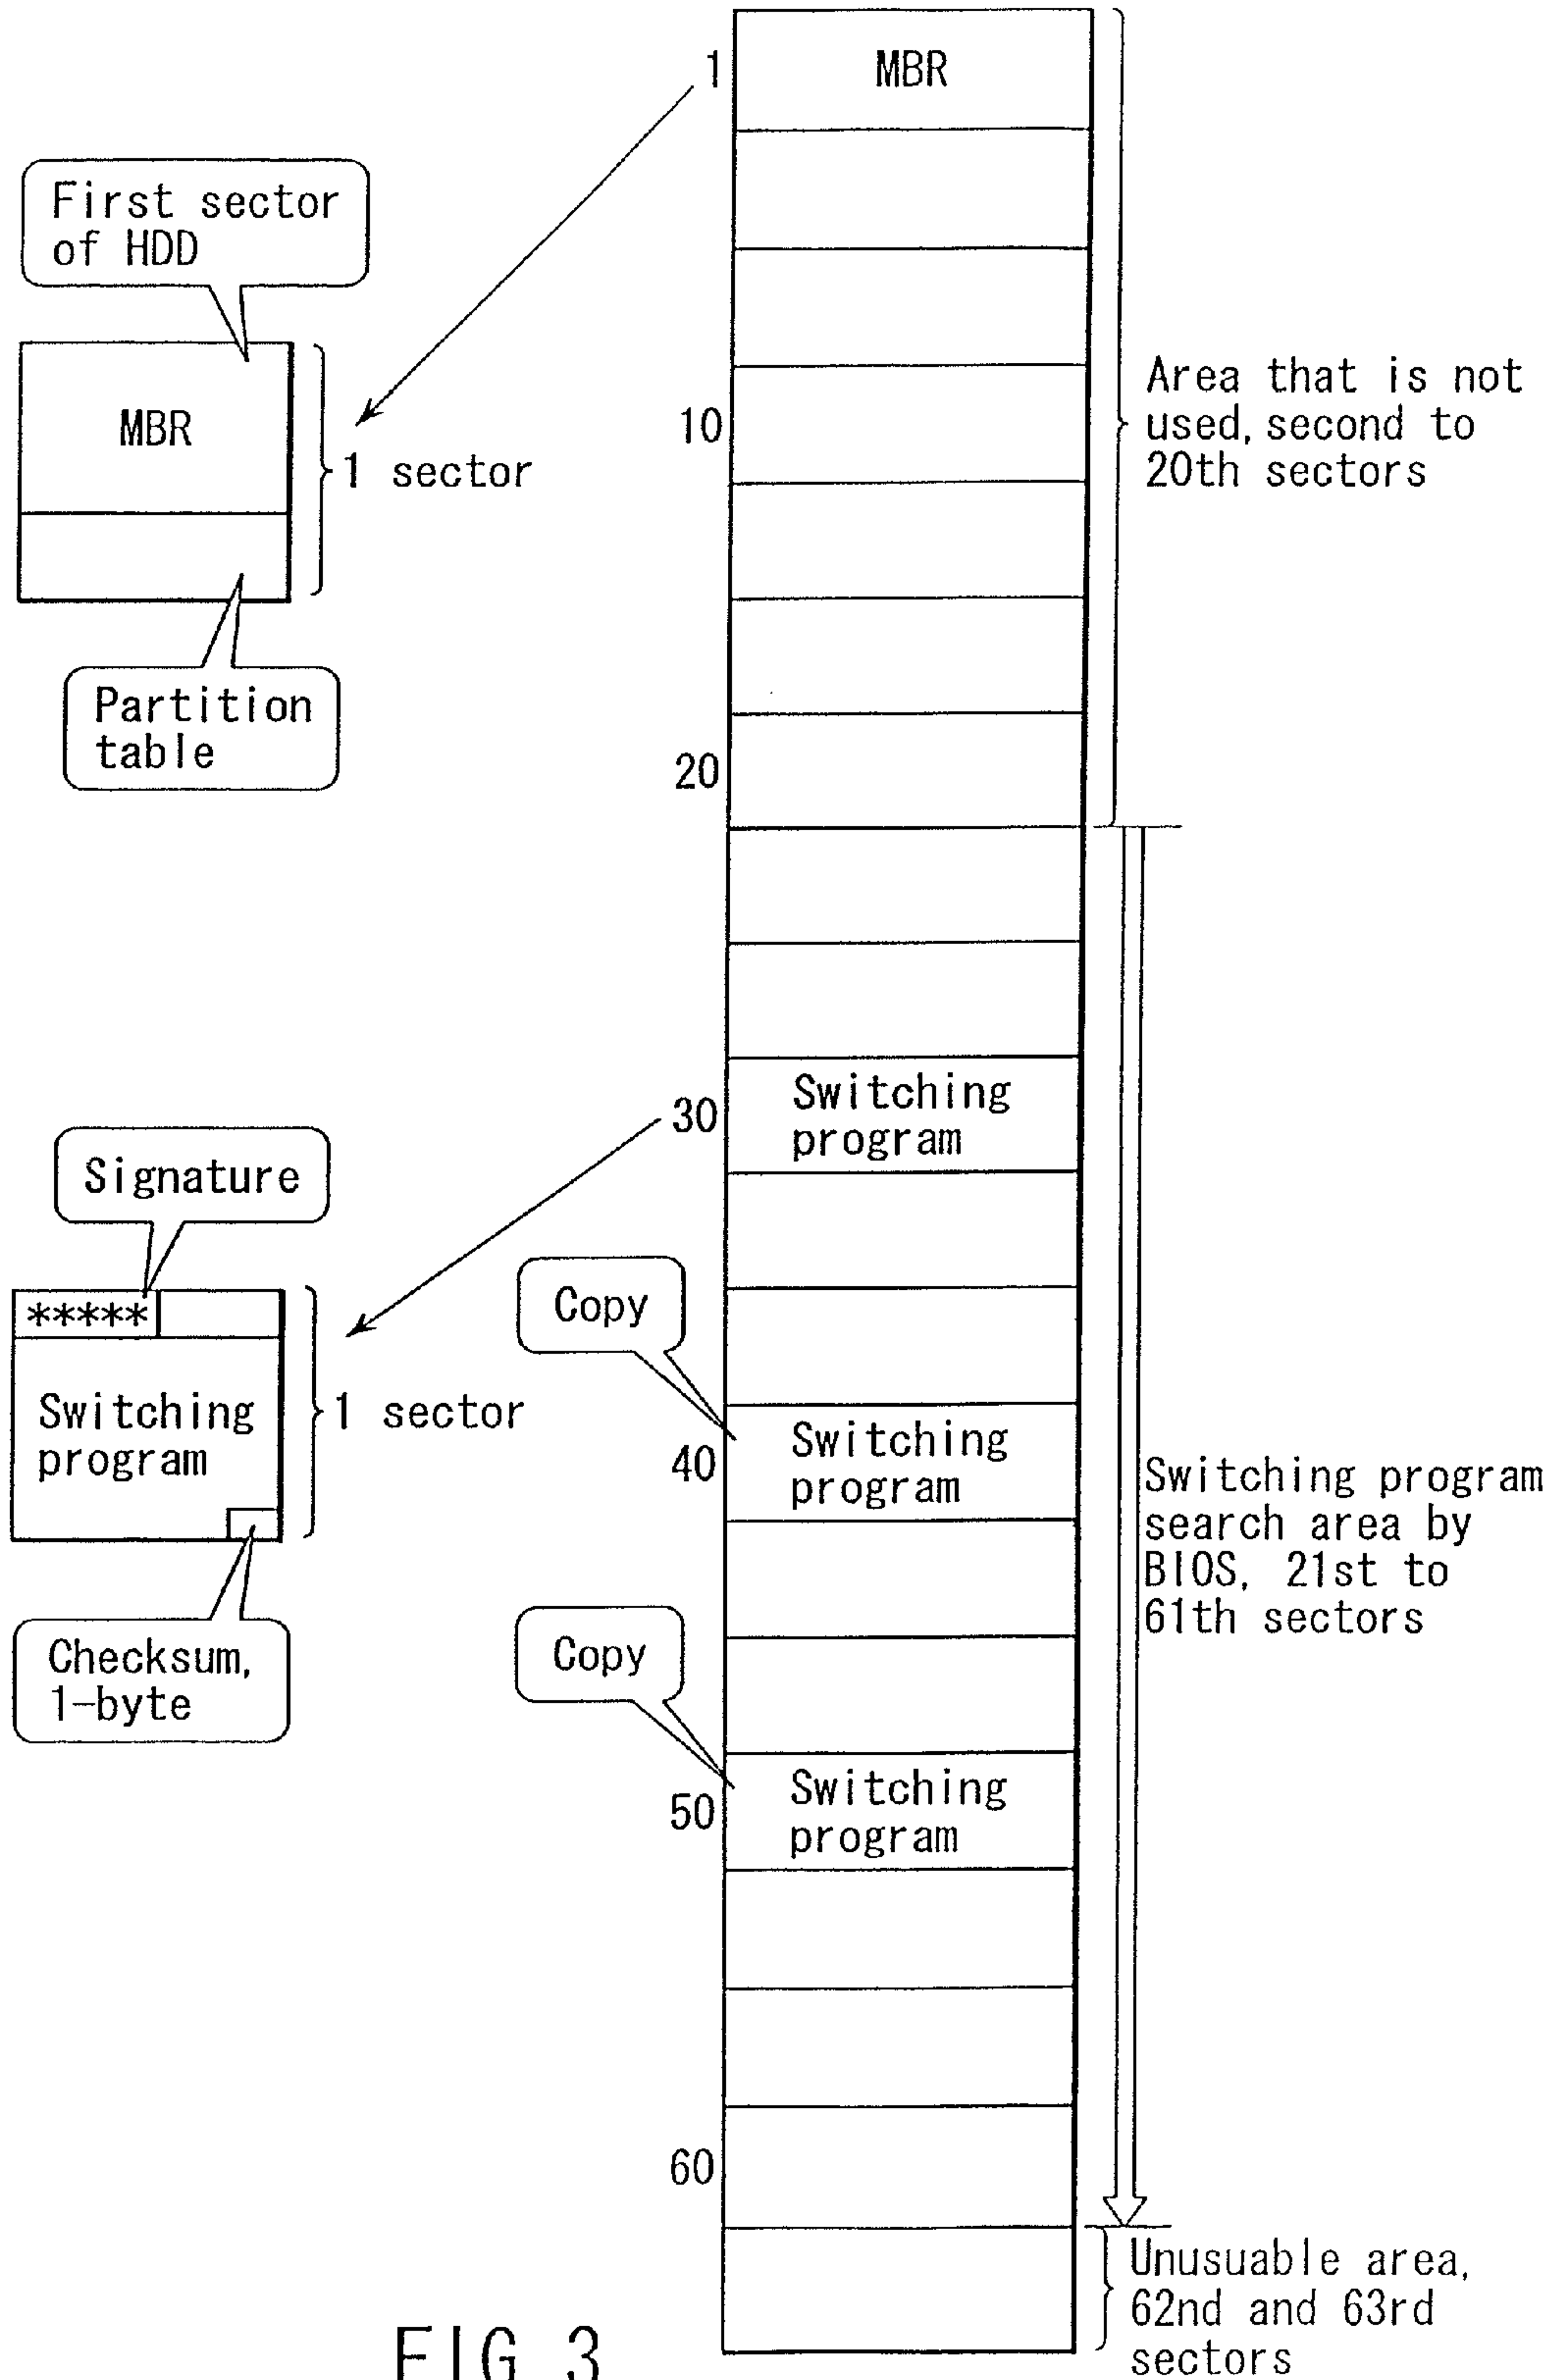 1
MBR
First sector
of HDD
MBR
1 sector
Partition
table
10
Area that is not
used, second to
20th sectors
20
30
Switching
program
Signature
*****
Switching
program
1 sector
Checksum,
1-byte
Copy
40
Switching
program
Switching program
search area by
BIOS, 21st to
61th sectors
Copy
50
Switching
program
60
Unusuable area,
62nd and 63rd
sectors
FIG. 3